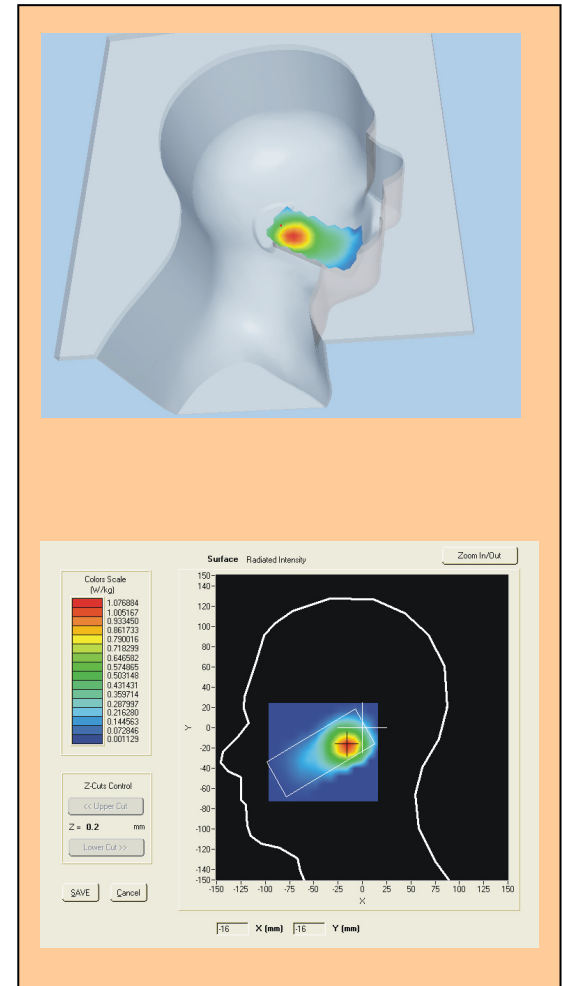 Surface Radiated Intensity
Zoom In/Out
Colors Scale
(W/kg)
1.076884
1.005167
0.933450
0.861733
0.790016
0.718299
0.646582
0.574865
0.503148
0.431431
0.359714
0.287997
0.216280
0.144563
0.072846
0.001129
150
140
120
100
80
60
40
20
0
-20
-40
-60
-80
-100
-120
-140
-150
Y
-150 -125 -100 -75 -50 -25 0 25 50 75 100 125 150
X
Z-Cuts Control
<< Upper Cut
Z = 0.2 mm
Lower Cut >>
SAVE Cancel
-16 X (mm) -16 Y (mm)